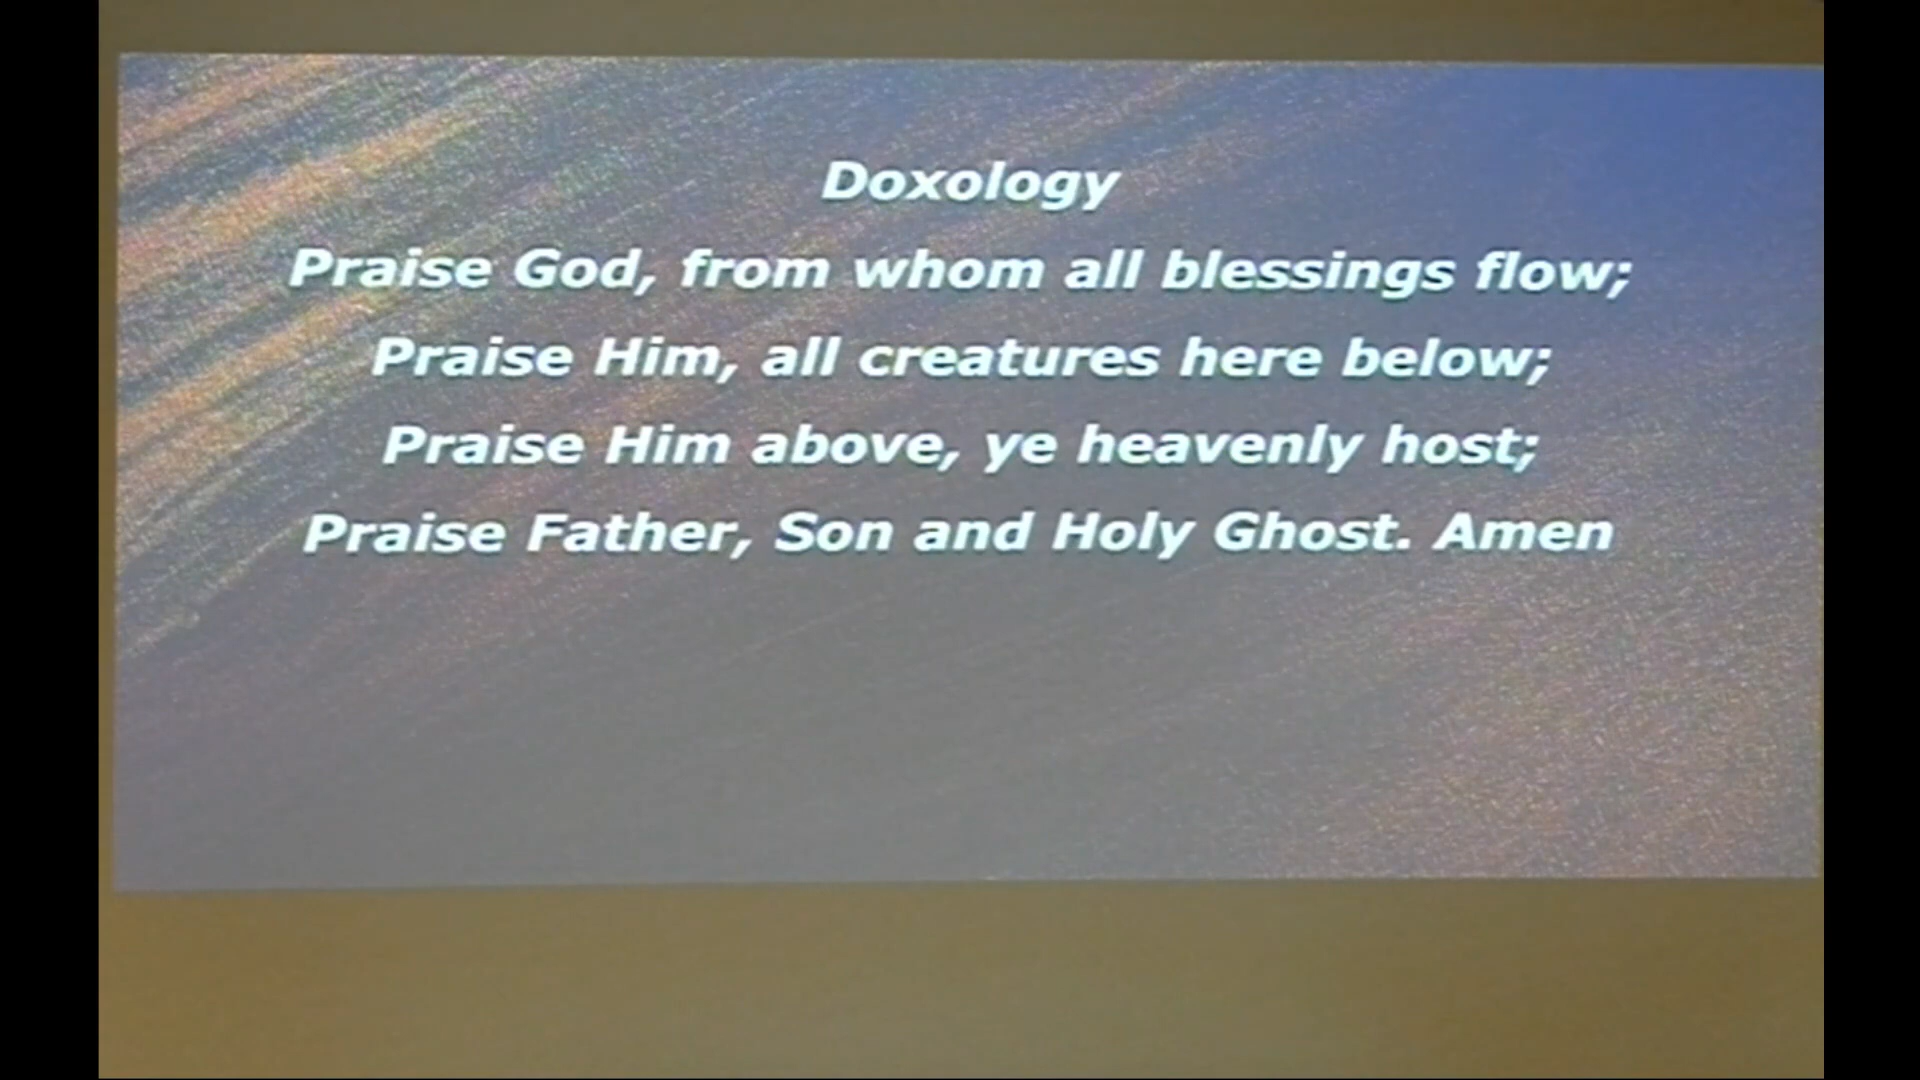 Doxology
Praise God, from whom all blessings flow;
Praise Him, all creatures here below;
Praise Him above, ye heavenly host;
Praise Father, Son and Holy Ghost. Amen